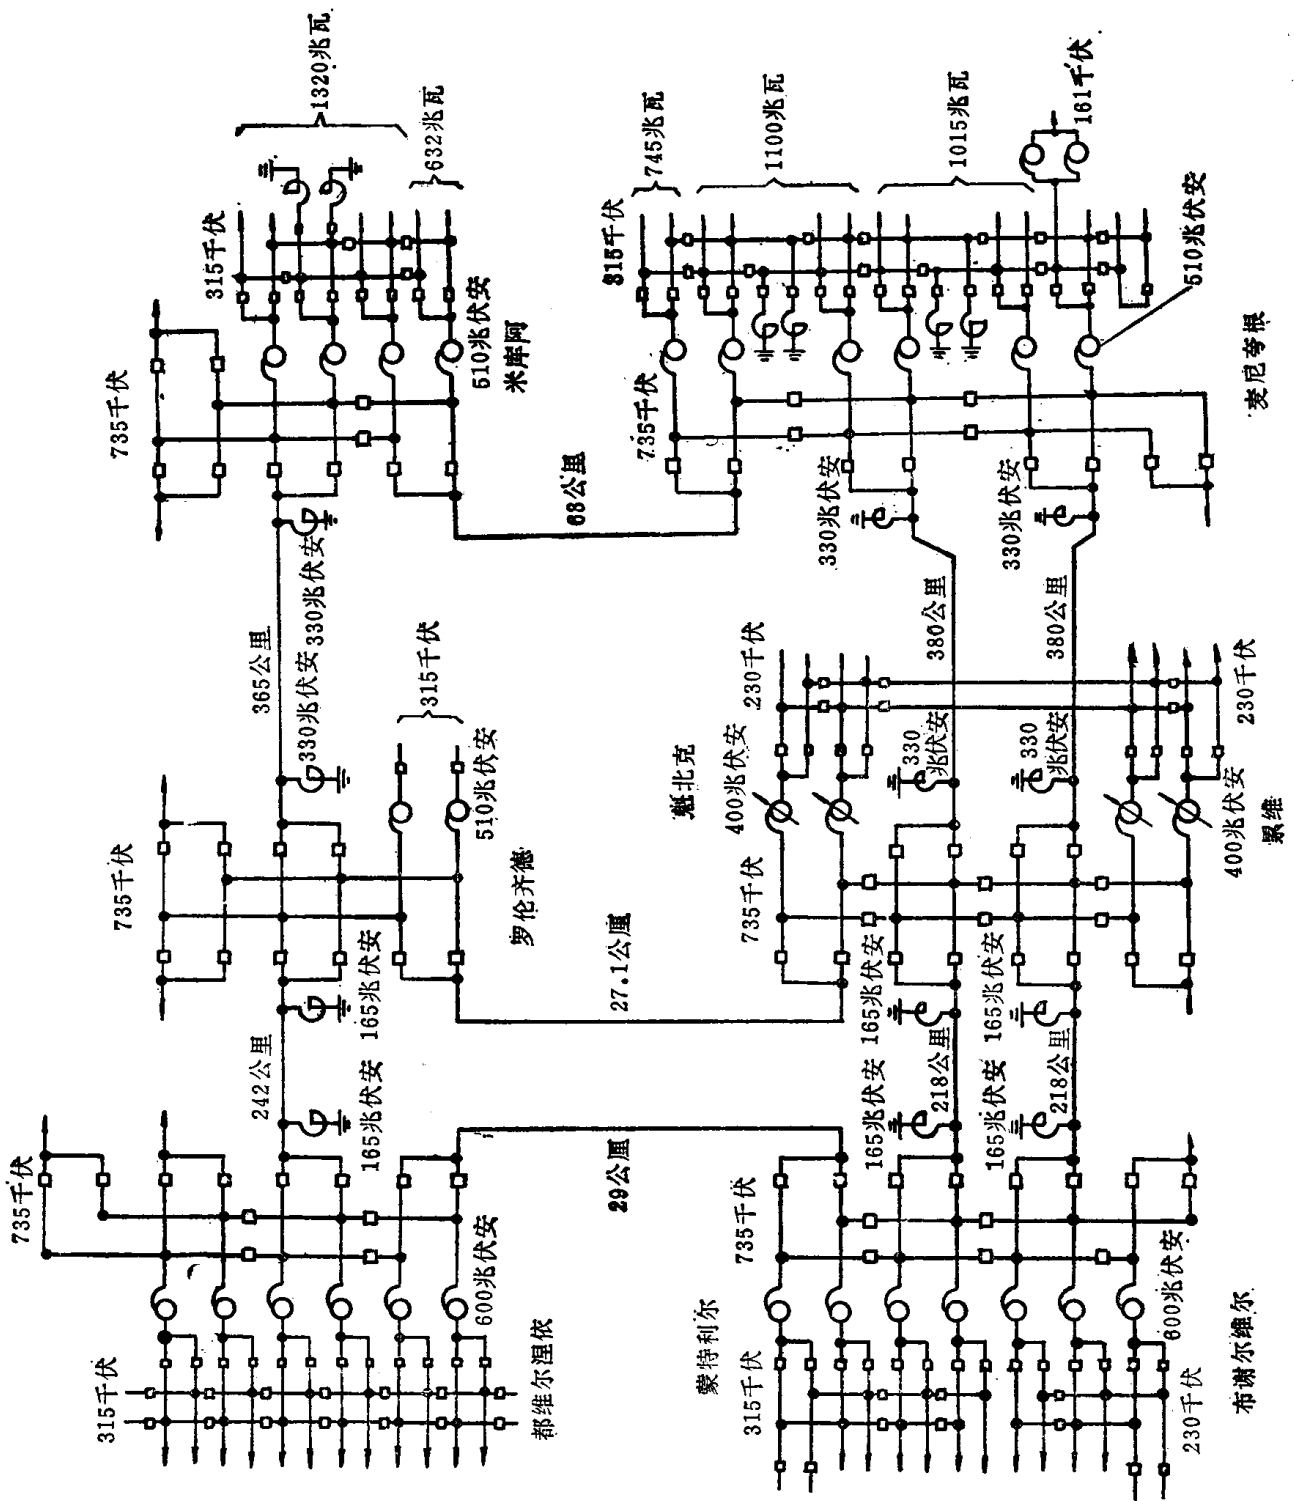 735千伏
315千伏
735千伏
735千伏
315千伏
242公里
365公里
330兆伏安
330兆伏安
1320兆瓦
165兆伏安
165兆伏安
315千伏
632兆瓦
600兆伏安
510兆伏安
510兆伏安
都维尔涅依
罗伦齐德
米库阿
29公厘
27.1公厘
68公里
315千伏
735千伏
745兆瓦
蒙特利尔
魁北克
315千伏
735千伏
735千伏
400兆伏安
230千伏
1100兆瓦
165兆伏安
165兆伏安
330兆伏安
218公里
330
兆伏安
380公里
1015兆瓦
165兆伏安
165兆伏安
330兆伏安
218公里
330
兆伏安
380公里
161千伏
600兆伏安
230千伏
400兆伏安
230千伏
510兆伏安
布谢尔维尔
累维
麦尼夸根